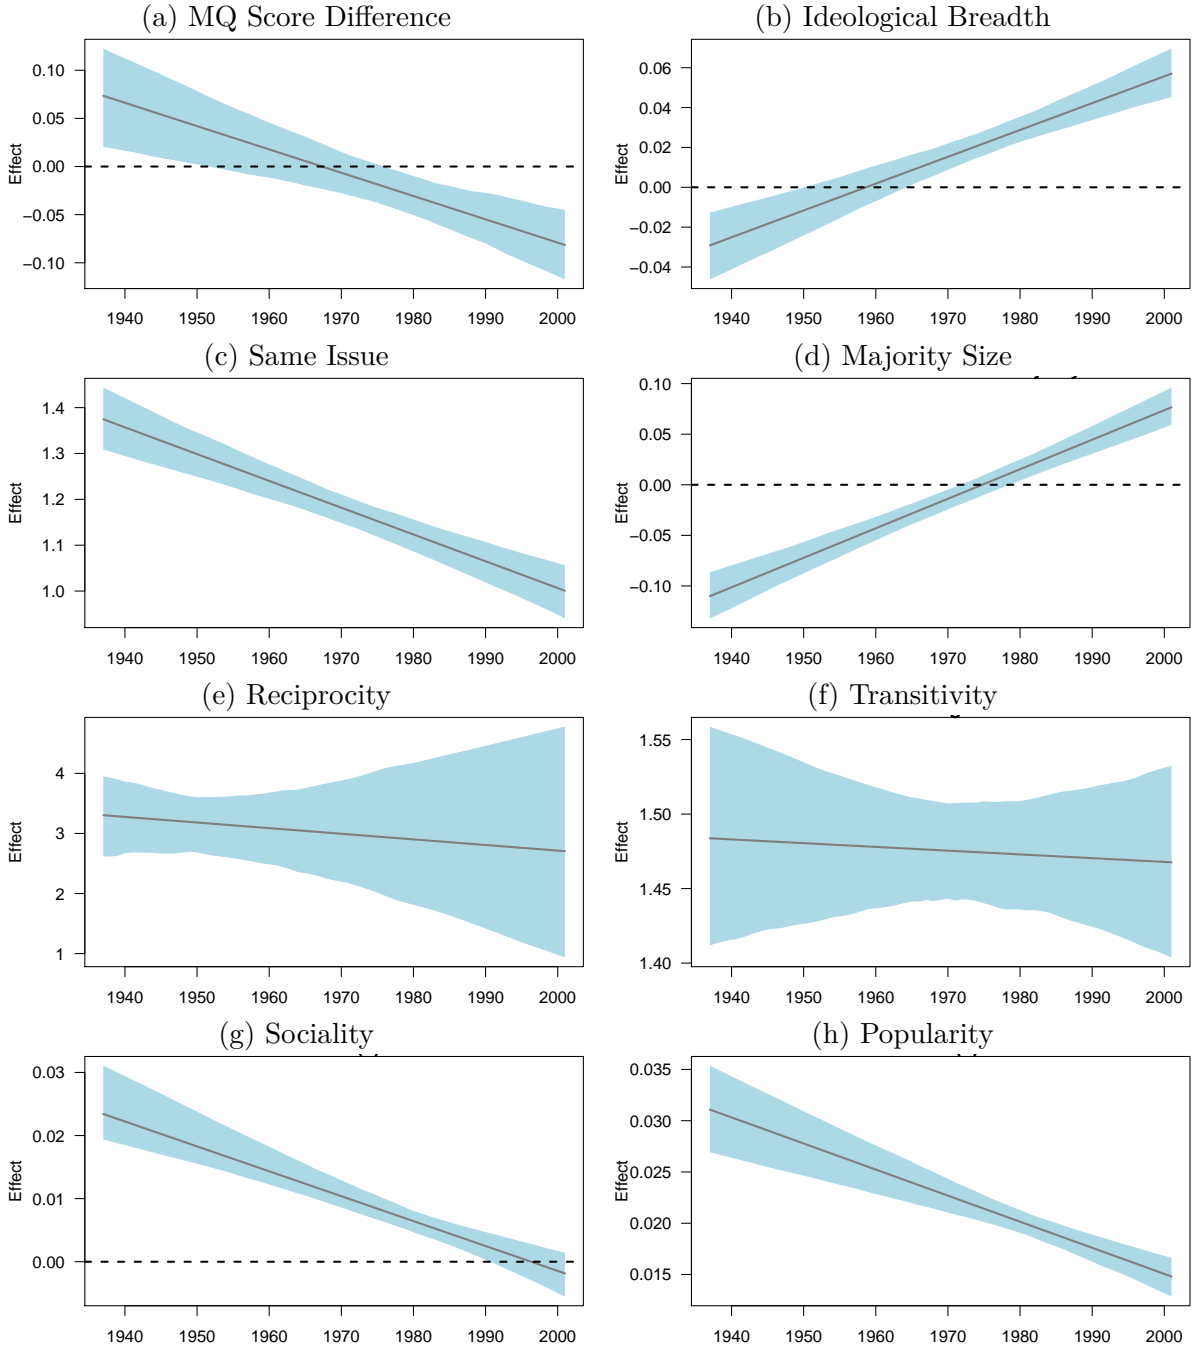 (a) MQ Score Difference
(b) Ideological Breadth
Effect
0.10
0.05
0.00
−0.05
−0.10
1940 1950 1960 1970 1980 1990 2000
Effect
0.06
0.04
0.02
0.00
−0.02
−0.04
1940 1950 1960 1970 1980 1990 2000
(c) Same Issue
(d) Majority Size
Effect
1.4
1.3
1.2
1.1
1.0
1940 1950 1960 1970 1980 1990 2000
Effect
0.10
0.05
0.00
−0.05
−0.10
1940 1950 1960 1970 1980 1990 2000
(e) Reciprocity
(f) Transitivity
Effect
4
3
2
1
1940 1950 1960 1970 1980 1990 2000
Effect
1.55
1.50
1.45
1.40
1940 1950 1960 1970 1980 1990 2000
(g) Sociality
(h) Popularity
Effect
0.03
0.02
0.01
0.00
1940 1950 1960 1970 1980 1990 2000
Effect
0.035
0.030
0.025
0.020
0.015
1940 1950 1960 1970 1980 1990 2000